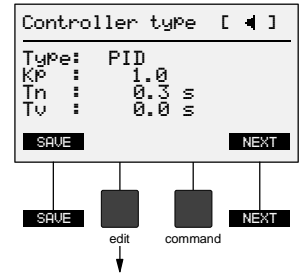 Controller type [ ◀ ]
Type: PID
Kp : 1.0
Tn : 0.3 s
Tv : 0.0 s
SAVE NEXT
SAVE NEXT
edit command